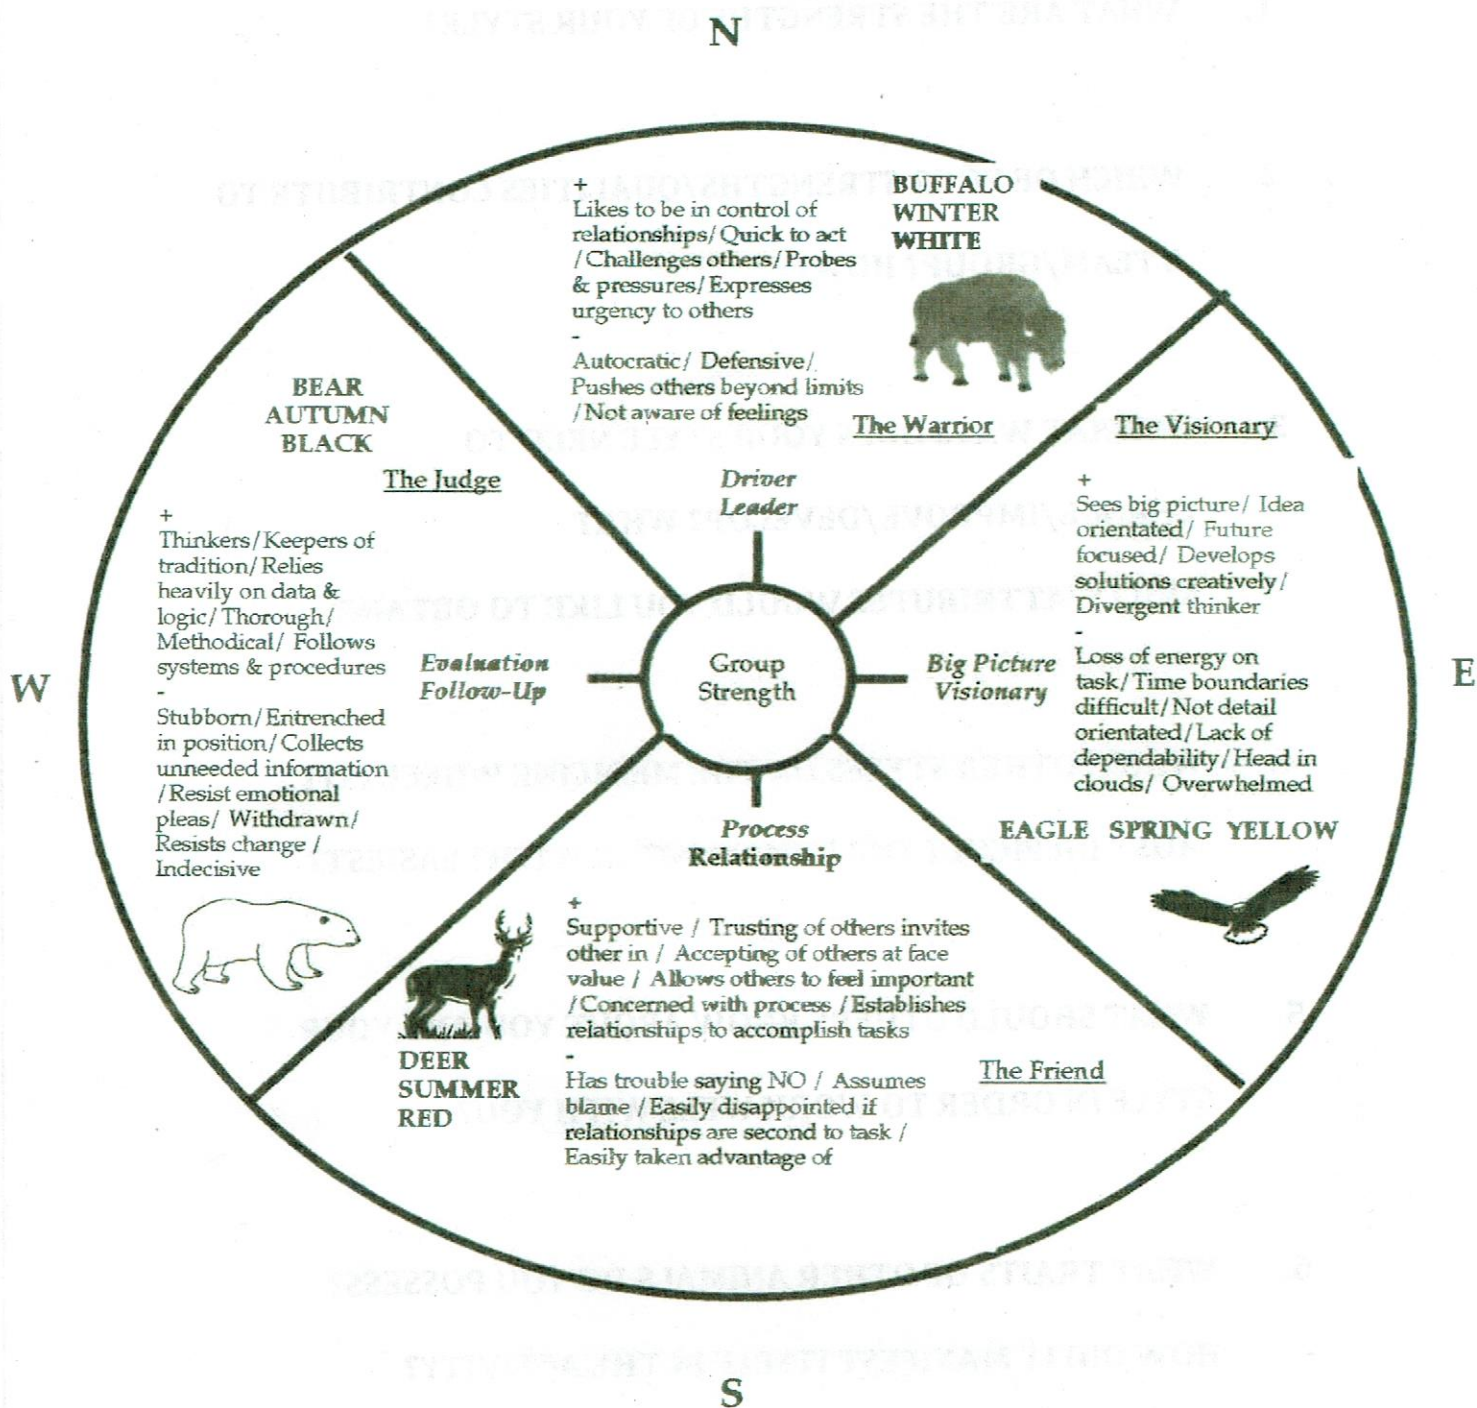 N
+
Likes to be in control of
relationships/ Quick to act
/Challenges others/ Probes
& pressures/ Expresses
urgency to others
-
Autocratic/ Defensive/
Pushes others beyond limits
/Not aware of feelings
BUFFALO
WINTER
WHITE
The Warrior
Driver
Leader
BEAR
AUTUMN
BLACK
The Judge
+
Thinkers/Keepers of
tradition/Relies
heavily on data &
logic/Thorough/
Methodical/ Follows
systems & procedures
-
Stubborn/Entrenched
in position/Collects
unneeded information
/Resist emotional
pleas/ Withdrawn/
Resists change /
Indecisive
Evaluation
Follow-Up
W
Group
Strength
The Visionary
+
Sees big picture/ Idea
orientated/ Future
focused/ Develops
solutions creatively/
Divergent thinker
-
Loss of energy on
task/Time boundaries
difficult/Not detail
orientated/Lack of
dependability/Head in
clouds/ Overwhelmed
Big Picture
Visionary
EAGLE SPRING YELLOW
E
Process
Relationship
+
Supportive / Trusting of others invites
other in / Accepting of others at face
value / Allows others to feel important
/Concerned with process /Establishes
relationships to accomplish tasks
-
Has trouble saying NO / Assumes
blame /Easily disappointed if
relationships are second to task /
Easily taken advantage of
DEER
SUMMER
RED
The Friend
S